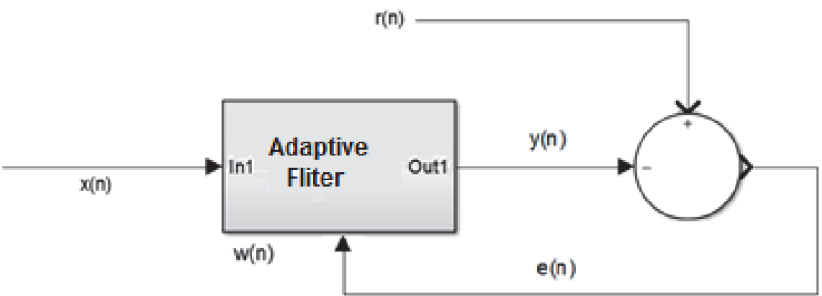 r(n)
Adaptive
Fliter
In1
Out1
y(n)
+
-
x(n)
w(n)
e(n)